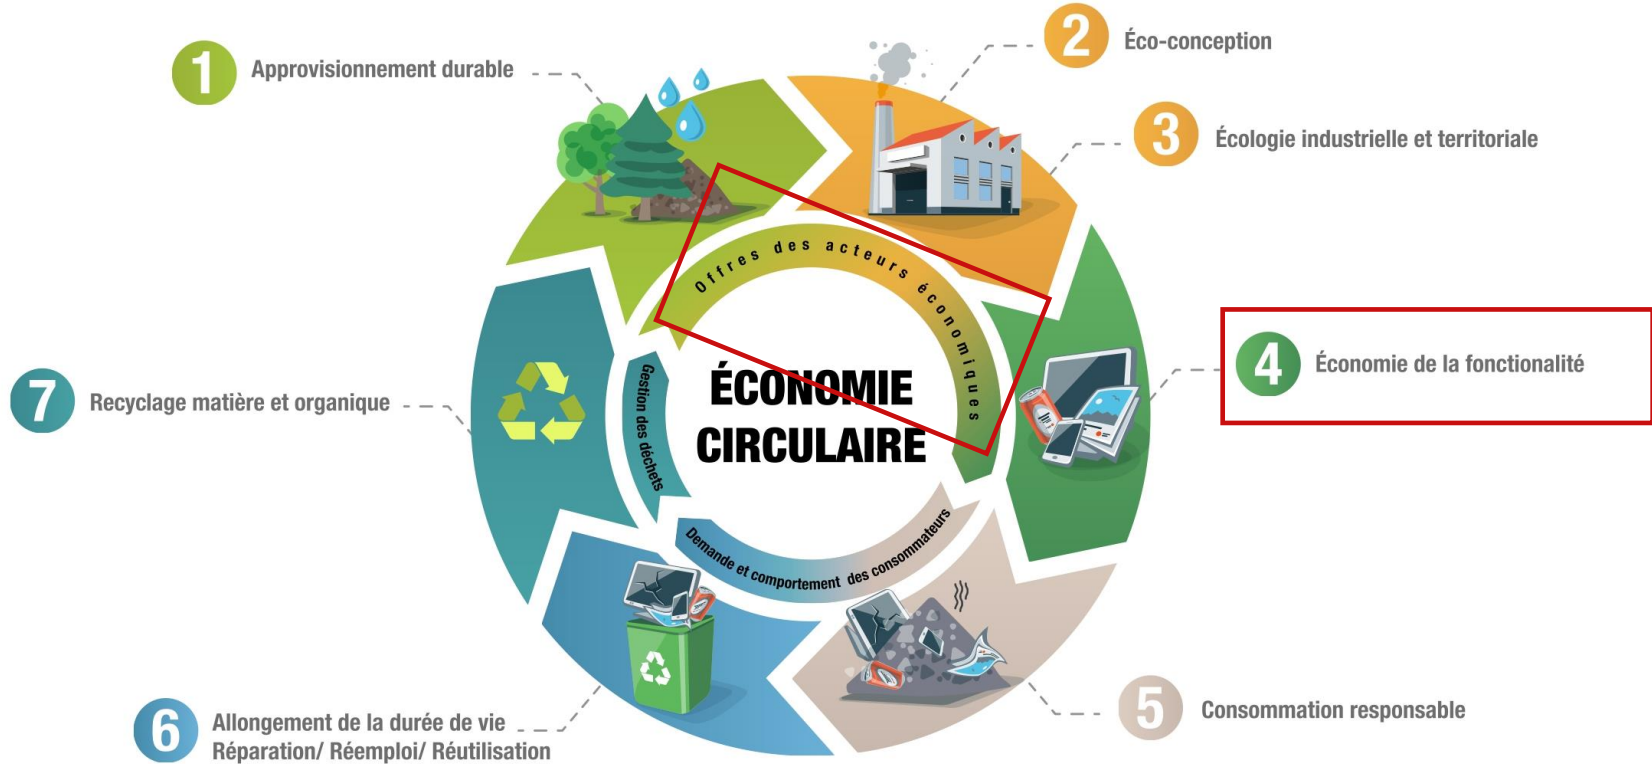 1 Approvisionnement durable
2 Éco-conception
3 Écologie industrielle et territoriale
4 Économie de la fonctionalité
5 Consommation responsable
6 Allongement de la durée de vie
Réparation/ Réemploi/ Réutilisation
7 Recyclage matière et organique
Offres des acteurs économiques
Demande et comportement des consommateurs
Gestion des déchets
ÉCONOMIE
CIRCULAIRE